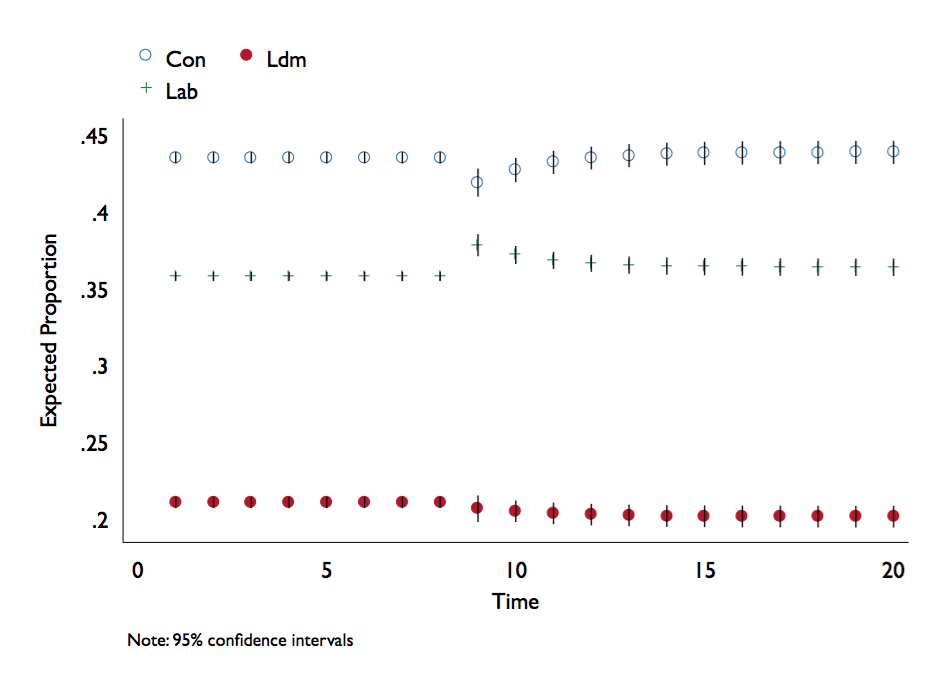 Con Ldm
Lab
.45
.4
.35
.3
.25
.2
Expected Proportion
0 5 10 15 20
Time
Note: 95% confidence intervals